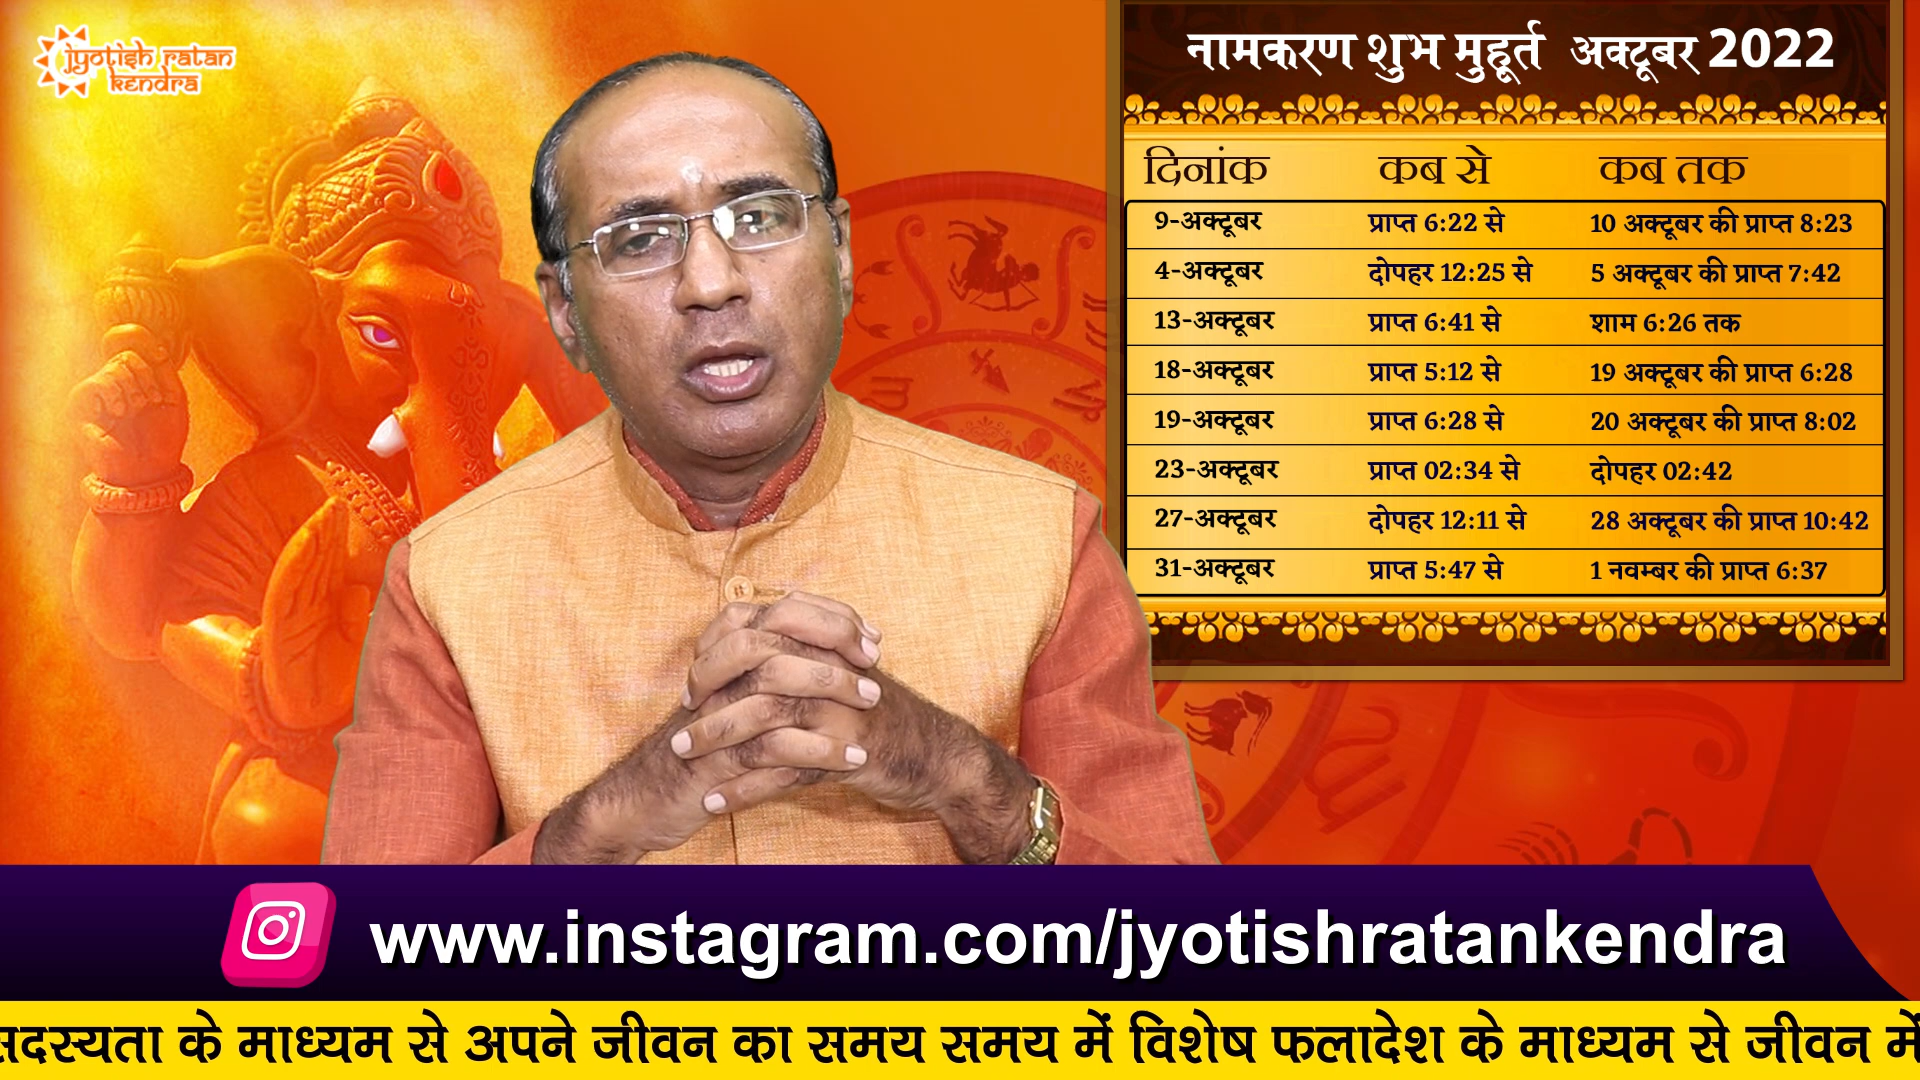 jyotish ratan
kendra
नामकरण शुभ मुहूर्त अक्टूबर 2022
दिनांक कब से कब तक
9-अक्टूबर प्राप्त 6:22 से 10 अक्टूबर की प्राप्त 8:23
4-अक्टूबर दोपहर 12:25 से 5 अक्टूबर की प्राप्त 7:42
13-अक्टूबर प्राप्त 6:41 से शाम 6:26 तक
18-अक्टूबर प्राप्त 5:12 से 19 अक्टूबर की प्राप्त 6:28
19-अक्टूबर प्राप्त 6:28 से 20 अक्टूबर की प्राप्त 8:02
23-अक्टूबर प्राप्त 02:34 से दोपहर 02:42
27-अक्टूबर दोपहर 12:11 से 28 अक्टूबर की प्राप्त 10:42
31-अक्टूबर प्राप्त 5:47 से 1 नवम्बर की प्राप्त 6:37
www.instagram.com/jyotishratankendra
सदस्यता के माध्यम से अपने जीवन का समय समय में विशेष फलादेश के माध्यम से जीवन में